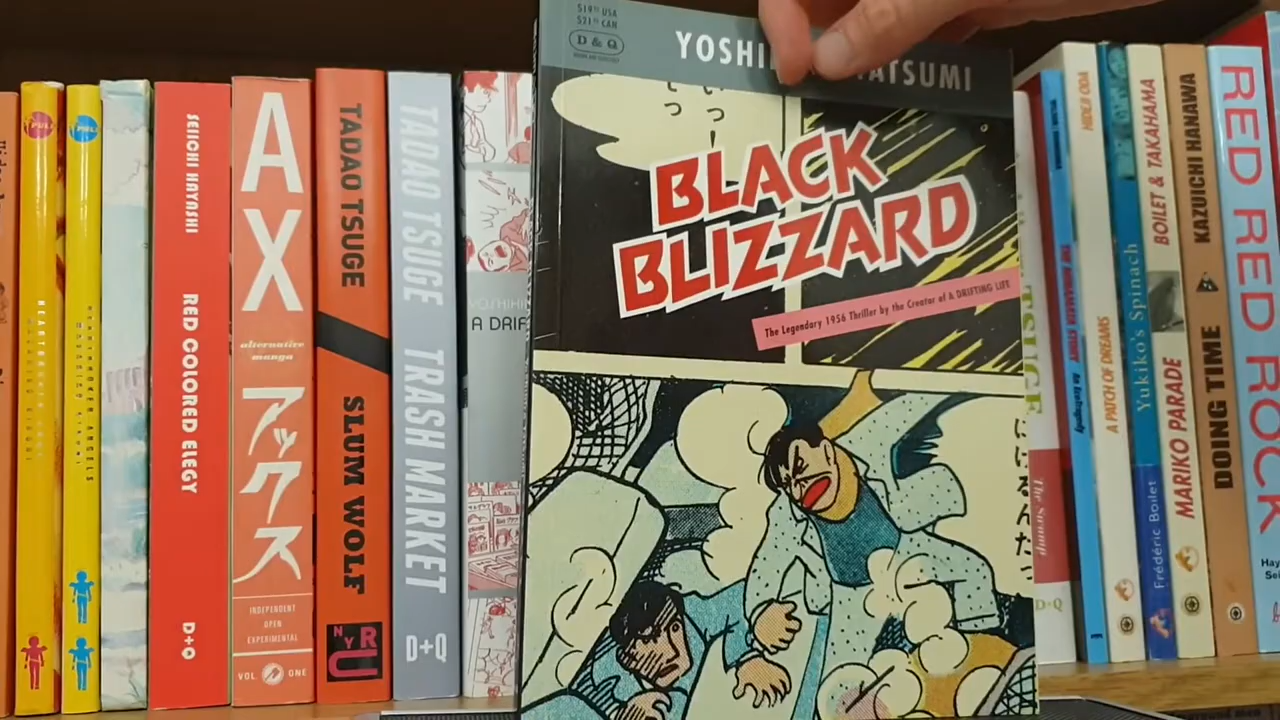 SEIICHI HAYASHI
RED COLORED ELEGY
D+Q
AX
alternative
manga
アックス
INDEPENDENT
OPEN
EXPERIMENTAL
VOL ONE
TADAO TSUGE
SLUM WOLF
NYR
TADAO TSUGE TRASH MARKET
D+Q
A DRIF
$19.95 USA
$21.95 CAN
D & Q
YOSHI TATSUMI
BLACK
BLIZZARD
The Legendary 1956 Thriller by the Creator of A DRIFTING LIFE
The Swamp
D+Q
HIDEO ODA
A PATCH OF DREAMS
Yukiko's Spinach
Frédéric Boilet
BOILET & TAKAHAMA
MARIKO PARADE
KAZUICHI HANAWA
DOING TIME
RED RED ROCK